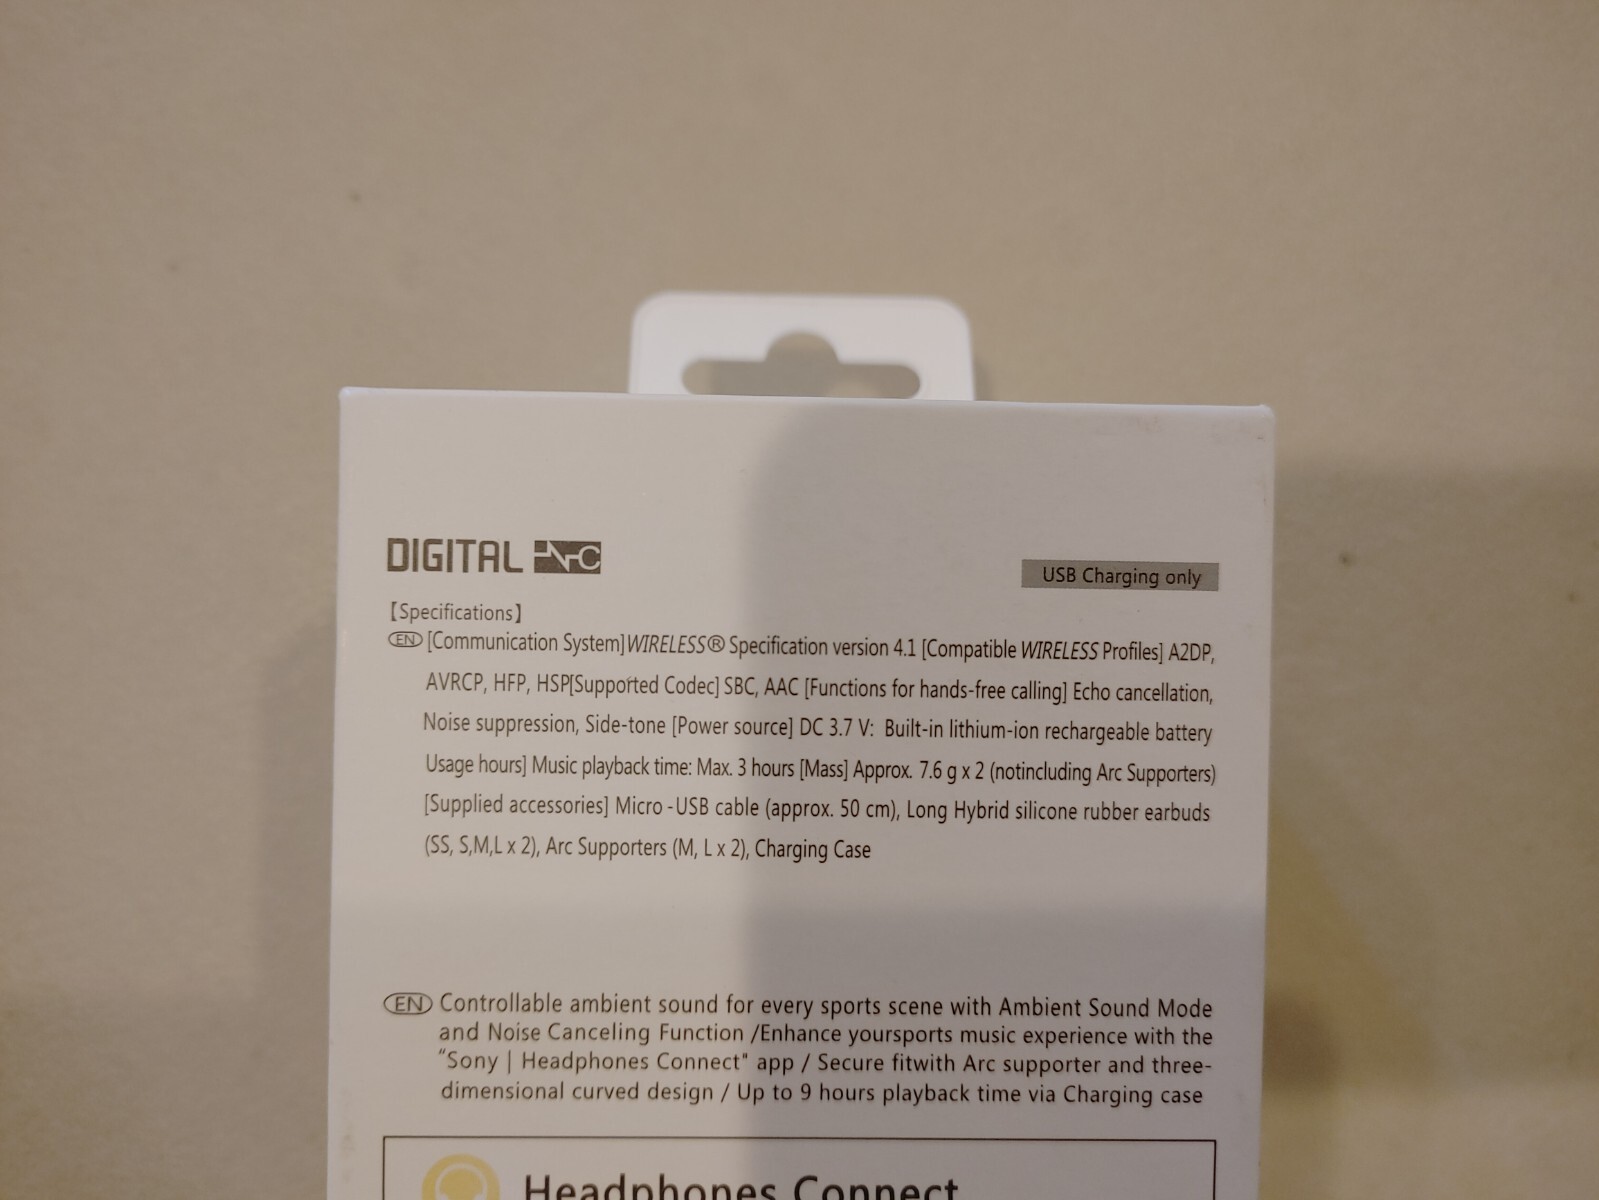 DIGITAL NC
USB Charging only
【Specifications】
EN [Communication System]WIRELESS® Specification version 4.1 [Compatible WIRELESS Profiles] A2DP,
AVRCP, HFP, HSP[Supported Codec] SBC, AAC [Functions for hands-free calling] Echo cancellation,
Noise suppression, Side-tone [Power source] DC 3.7 V: Built-in lithium-ion rechargeable battery
Usage hours] Music playback time: Max. 3 hours [Mass] Approx. 7.6 g x 2 (notincluding Arc Supporters)
[Supplied accessories] Micro -USB cable (approx. 50 cm), Long Hybrid silicone rubber earbuds
(SS, S,M,L x 2), Arc Supporters (M, L x 2), Charging Case
EN Controllable ambient sound for every sports scene with Ambient Sound Mode
and Noise Canceling Function /Enhance yoursports music experience with the
“Sony | Headphones Connect" app / Secure fitwith Arc supporter and three-
dimensional curved design / Up to 9 hours playback time via Charging case
Headphones Connect